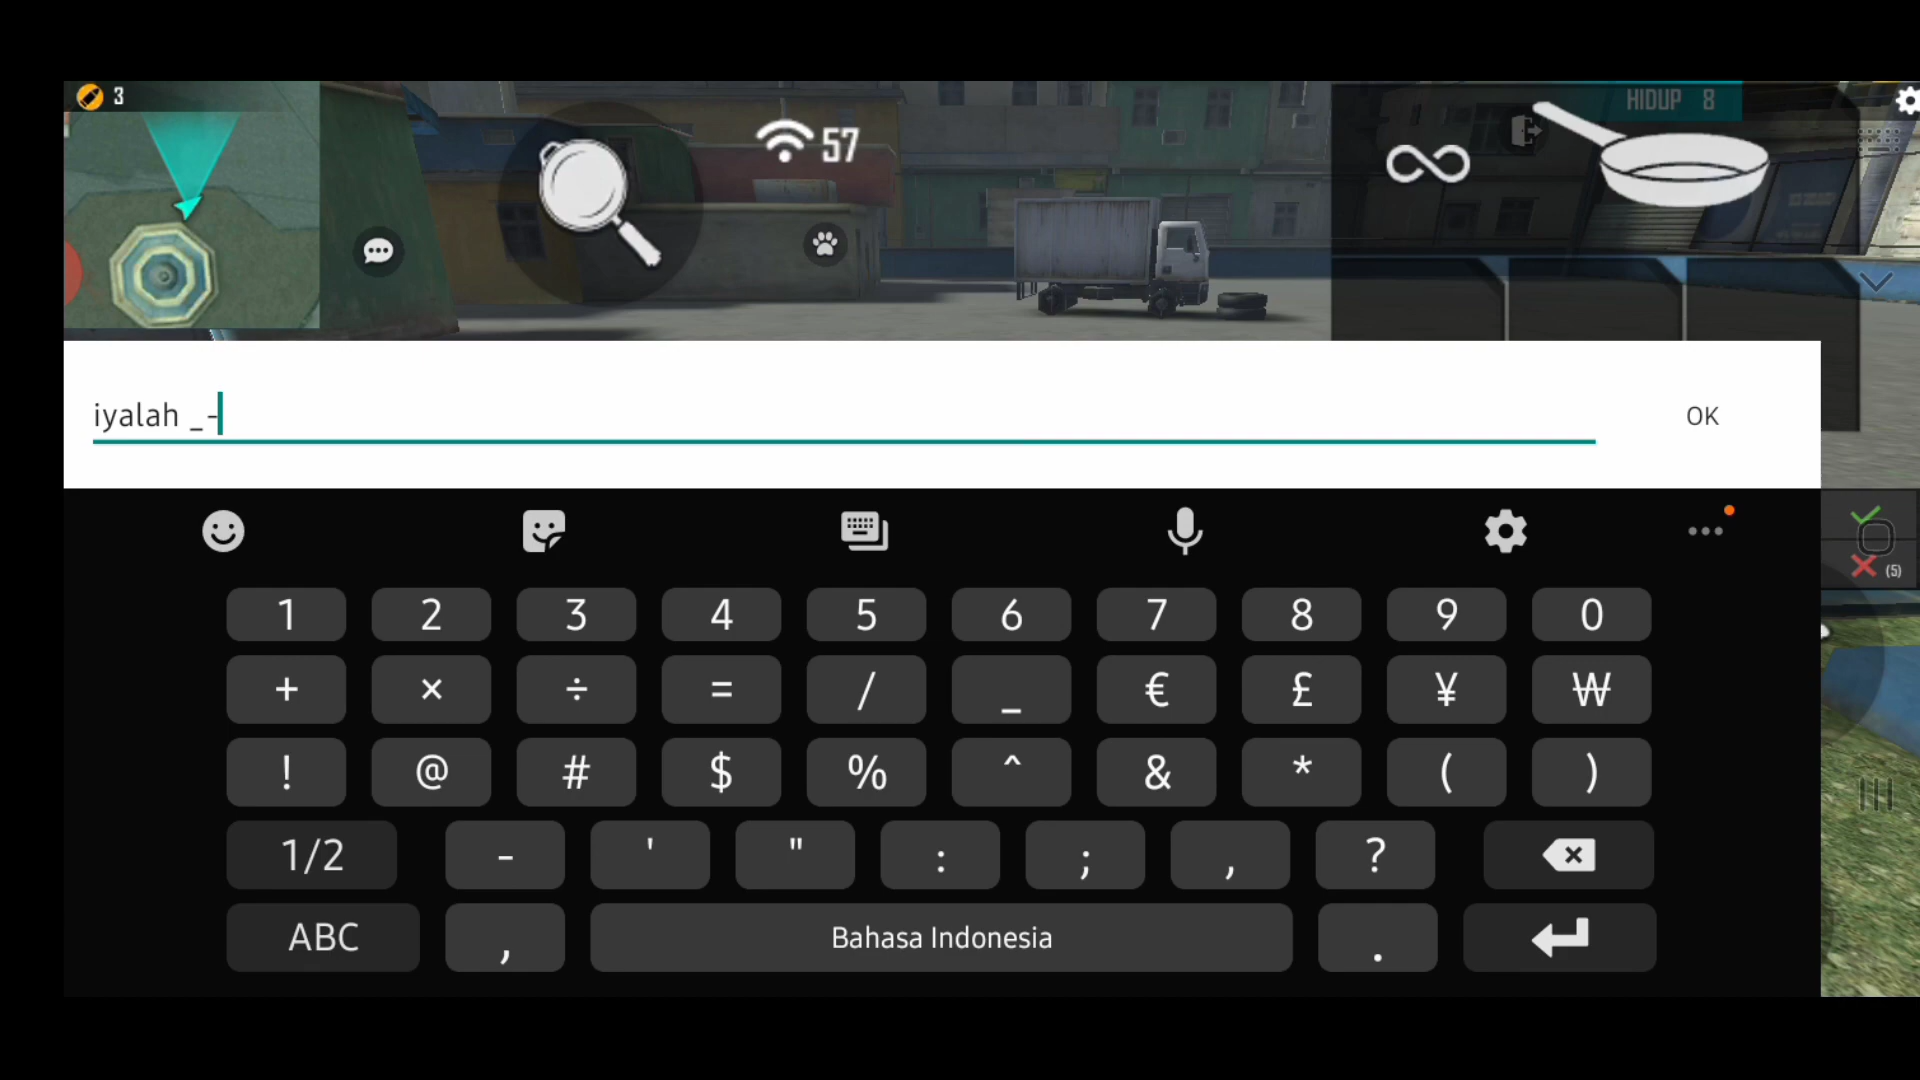 3
57
HIDUP 8
iyalah _-
OK
(5)
1 2 3 4 5 6 7 8 9 0
+ × ÷ = / _ € £ ¥ ₩
! @ # $ % ^ & * ( )
1/2 - ' " : ; , ?
ABC , Bahasa Indonesia .